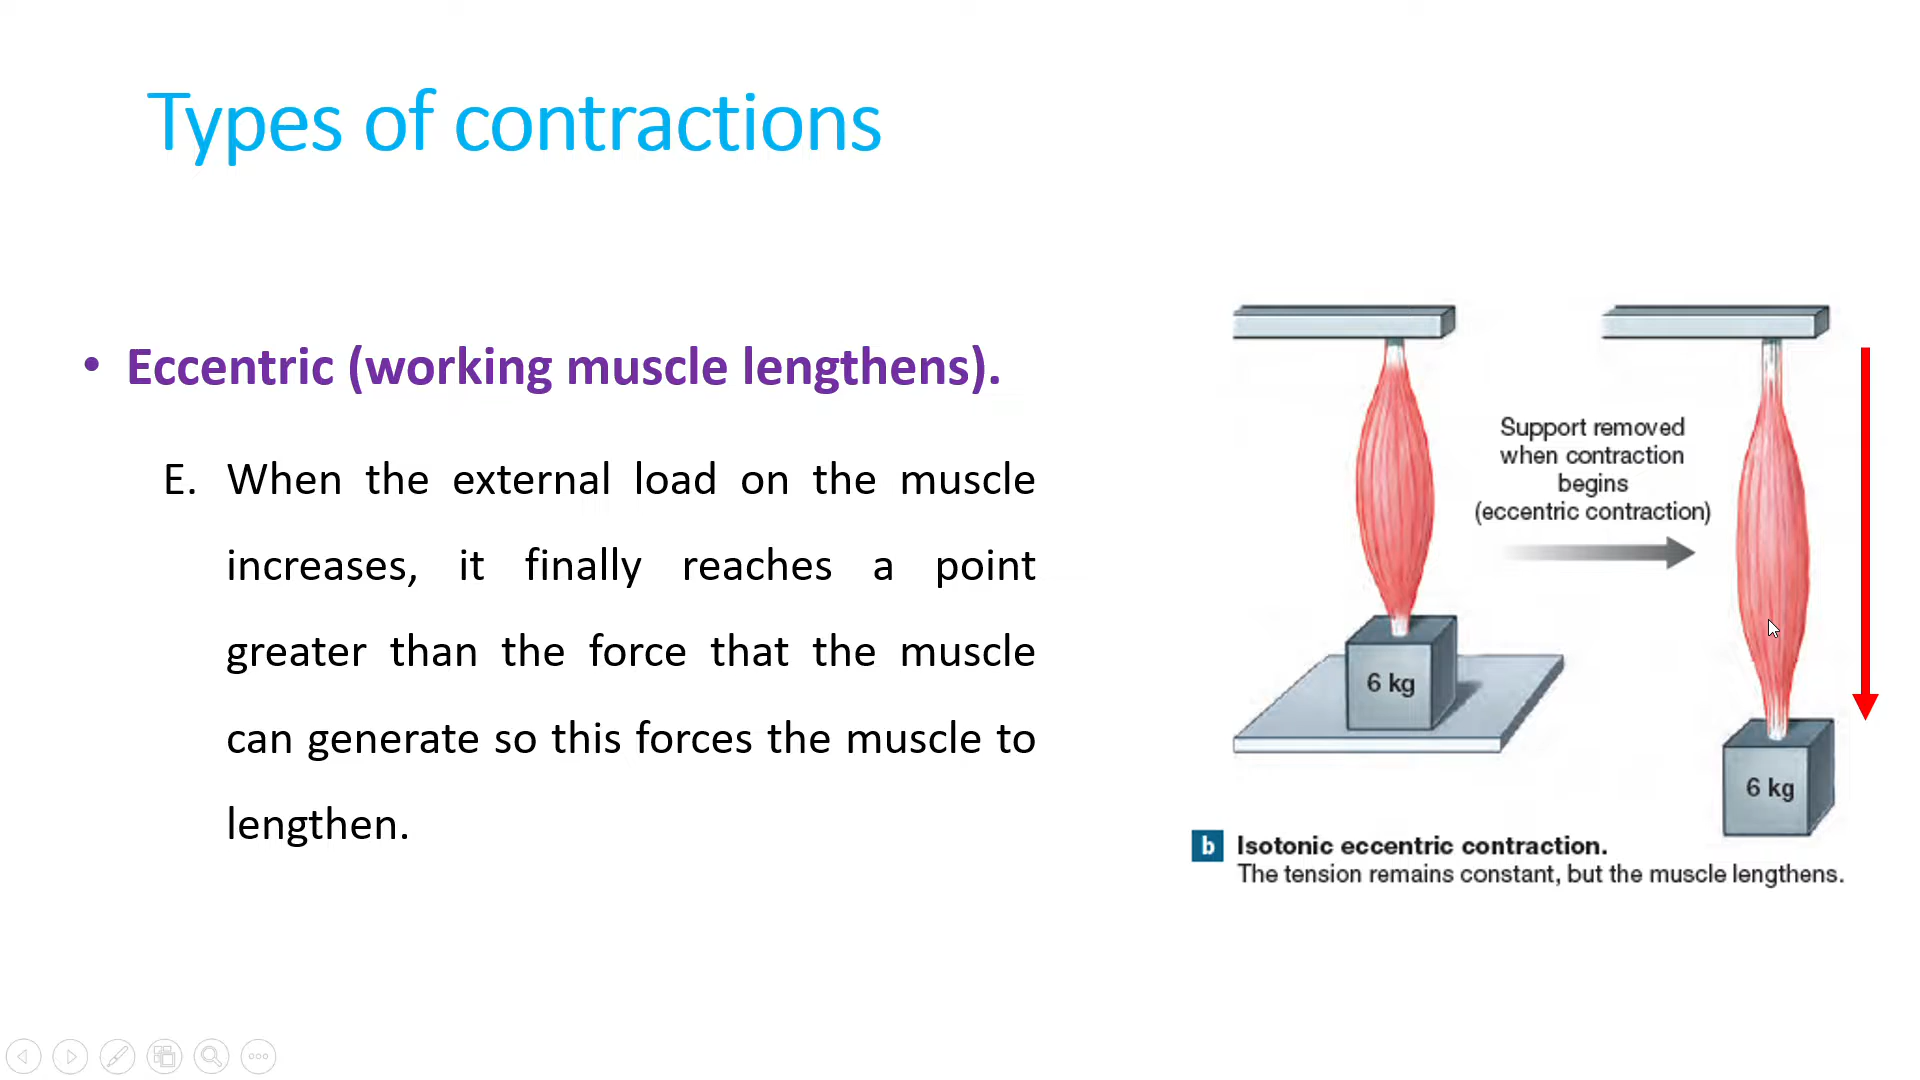 Types of contractions
• Eccentric (working muscle lengthens).
E. When the external load on the muscle
increases, it finally reaches a point
greater than the force that the muscle
can generate so this forces the muscle to
lengthen.
Support removed
when contraction
begins
(eccentric contraction)
6 kg
6 kg
b Isotonic eccentric contraction.
The tension remains constant, but the muscle lengthens.